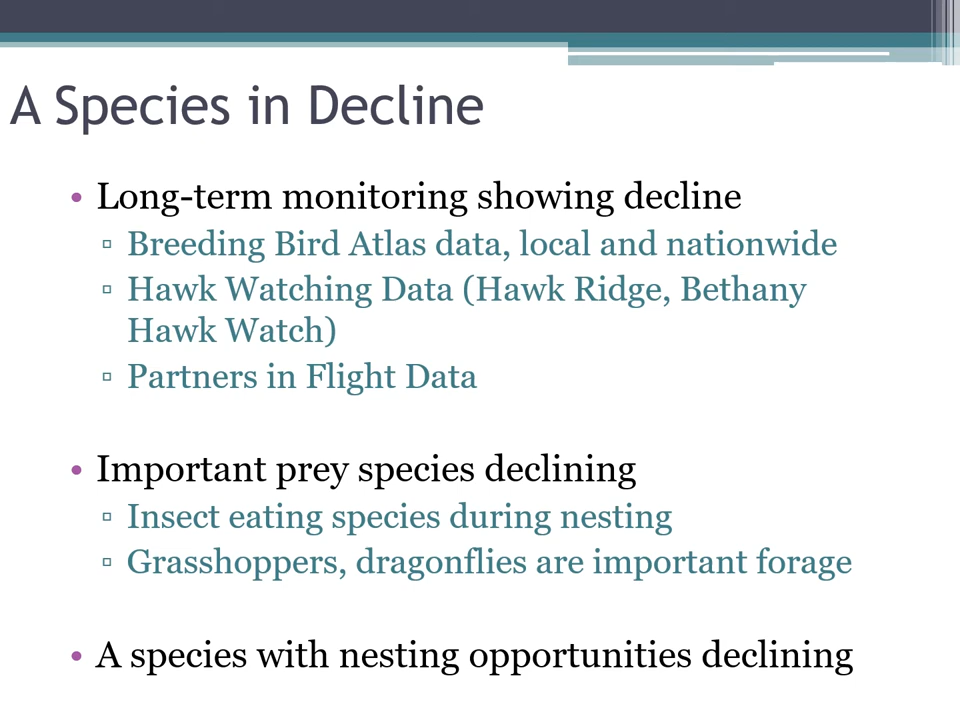 A Species in Decline
• Long-term monitoring showing decline
▫ Breeding Bird Atlas data, local and nationwide
▫ Hawk Watching Data (Hawk Ridge, Bethany
Hawk Watch)
▫ Partners in Flight Data
• Important prey species declining
▫ Insect eating species during nesting
▫ Grasshoppers, dragonflies are important forage
• A species with nesting opportunities declining